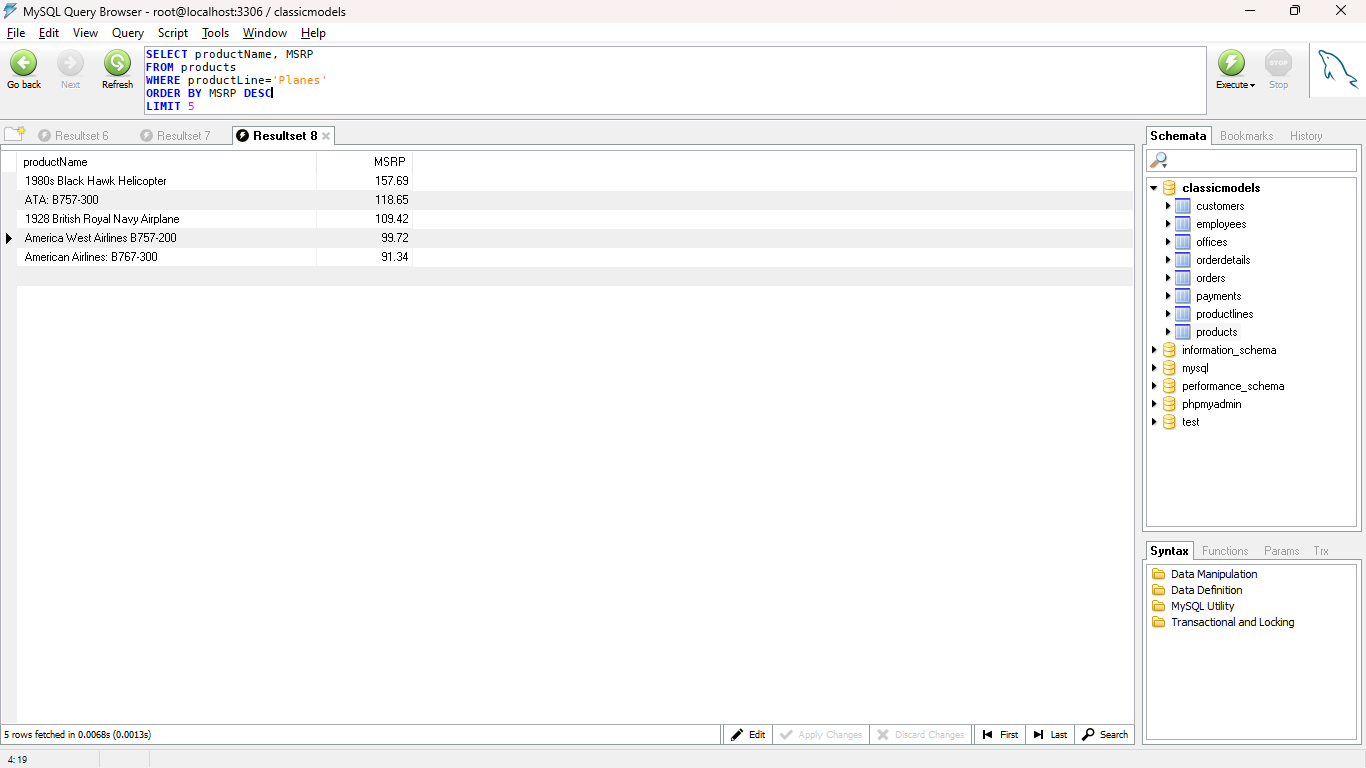 MySQL Query Browser - root@localhost:3306 / classicmodels
File Edit View Query Script Tools Window Help
Go back Next Refresh
SELECT productName, MSRP
FROM products
WHERE productLine='Planes'
ORDER BY MSRP DESC
LIMIT 5
Execute STOP Stop
Resultset 6 Resultset 7 Resultset 8
productName MSRP
1980s Black Hawk Helicopter 157.69
ATA: B757-300 118.65
1928 British Royal Navy Airplane 109.42
America West Airlines B757-200 99.72
American Airlines: B767-300 91.34
Schemata Bookmarks History
classicmodels
customers
employees
offices
orderdetails
orders
payments
productlines
products
information_schema
mysql
performance_schema
phpmyadmin
test
Syntax Functions Params Trx
Data Manipulation
Data Definition
MySQL Utility
Transactional and Locking
5 rows fetched in 0.0068s (0.0013s)
Edit Apply Changes Discard Changes First Last Search
4: 19